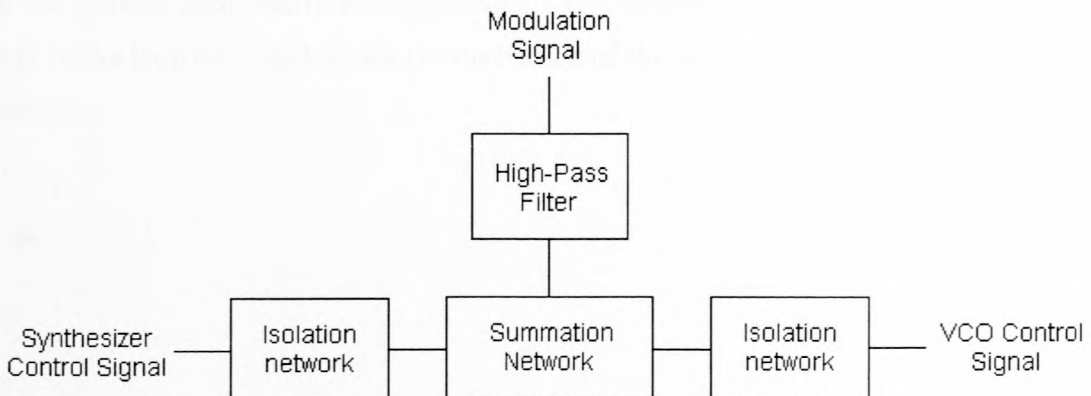 Modulation
Signal
High-Pass
Filter
Synthesizer
Control Signal
Isolation
network
Summation
Network
Isolation
network
VCO Control
Signal